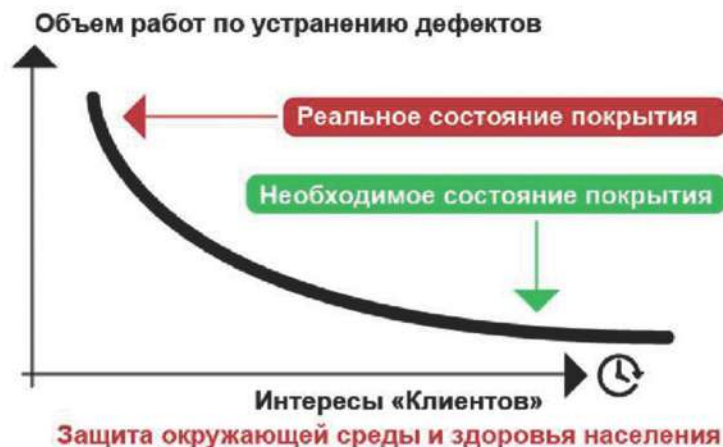 Объем работ по устранению дефектов
Реальное состояние покрытия
Необходимое состояние покрытия
Интересы «Клиентов»
Защита окружающей среды и здоровья населения